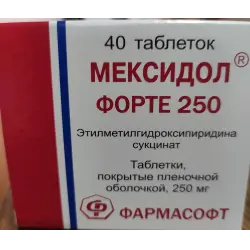 40 таблеток
МЕКСИДОЛ®
ФОРТЕ 250
Этилметилгидроксипиридина
сукцинат
Таблетки,
покрытые пленочной
оболочкой, 250 мг
ФАРМАСОФТ